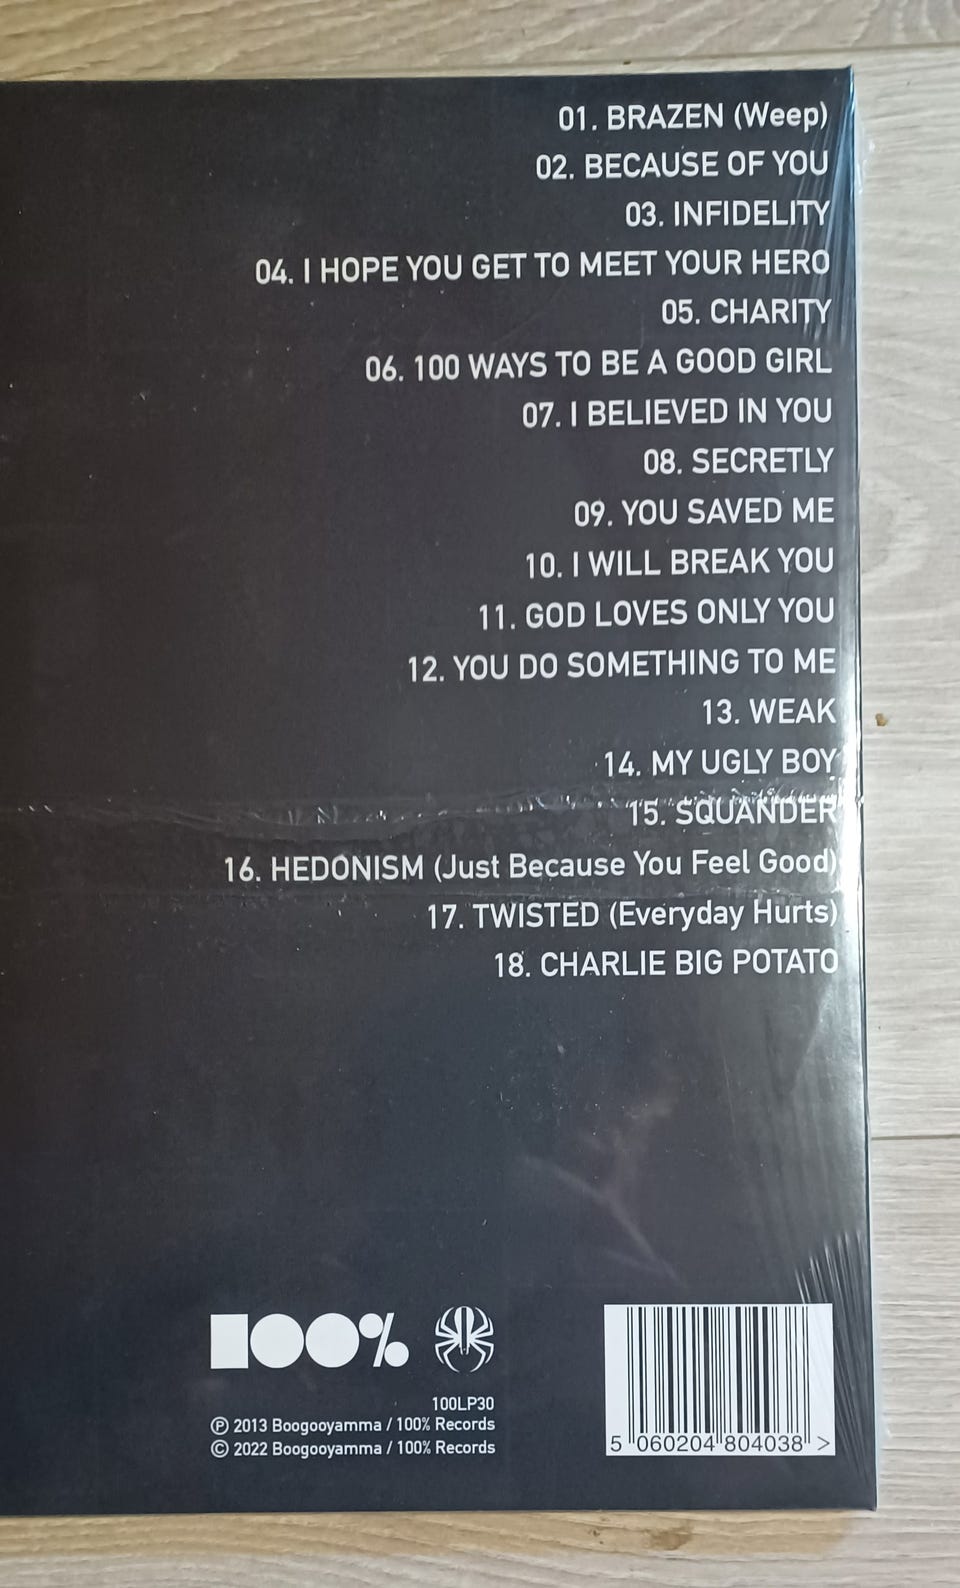 01. BRAZEN (Weep)
02. BECAUSE OF YOU
03. INFIDELITY
04. I HOPE YOU GET TO MEET YOUR HERO
05. CHARITY
06. 100 WAYS TO BE A GOOD GIRL
07. I BELIEVED IN YOU
08. SECRETLY
09. YOU SAVED ME
10. I WILL BREAK YOU
11. GOD LOVES ONLY YOU
12. YOU DO SOMETHING TO ME
13. WEAK
14. MY UGLY BOY
15. SQUANDER
16. HEDONISM (Just Because You Feel Good)
17. TWISTED (Everyday Hurts)
18. CHARLIE BIG POTATO
100%
100LP30
℗ 2013 Boogooyamma / 100% Records
© 2022 Boogooyamma / 100% Records
5 060204 804038 >